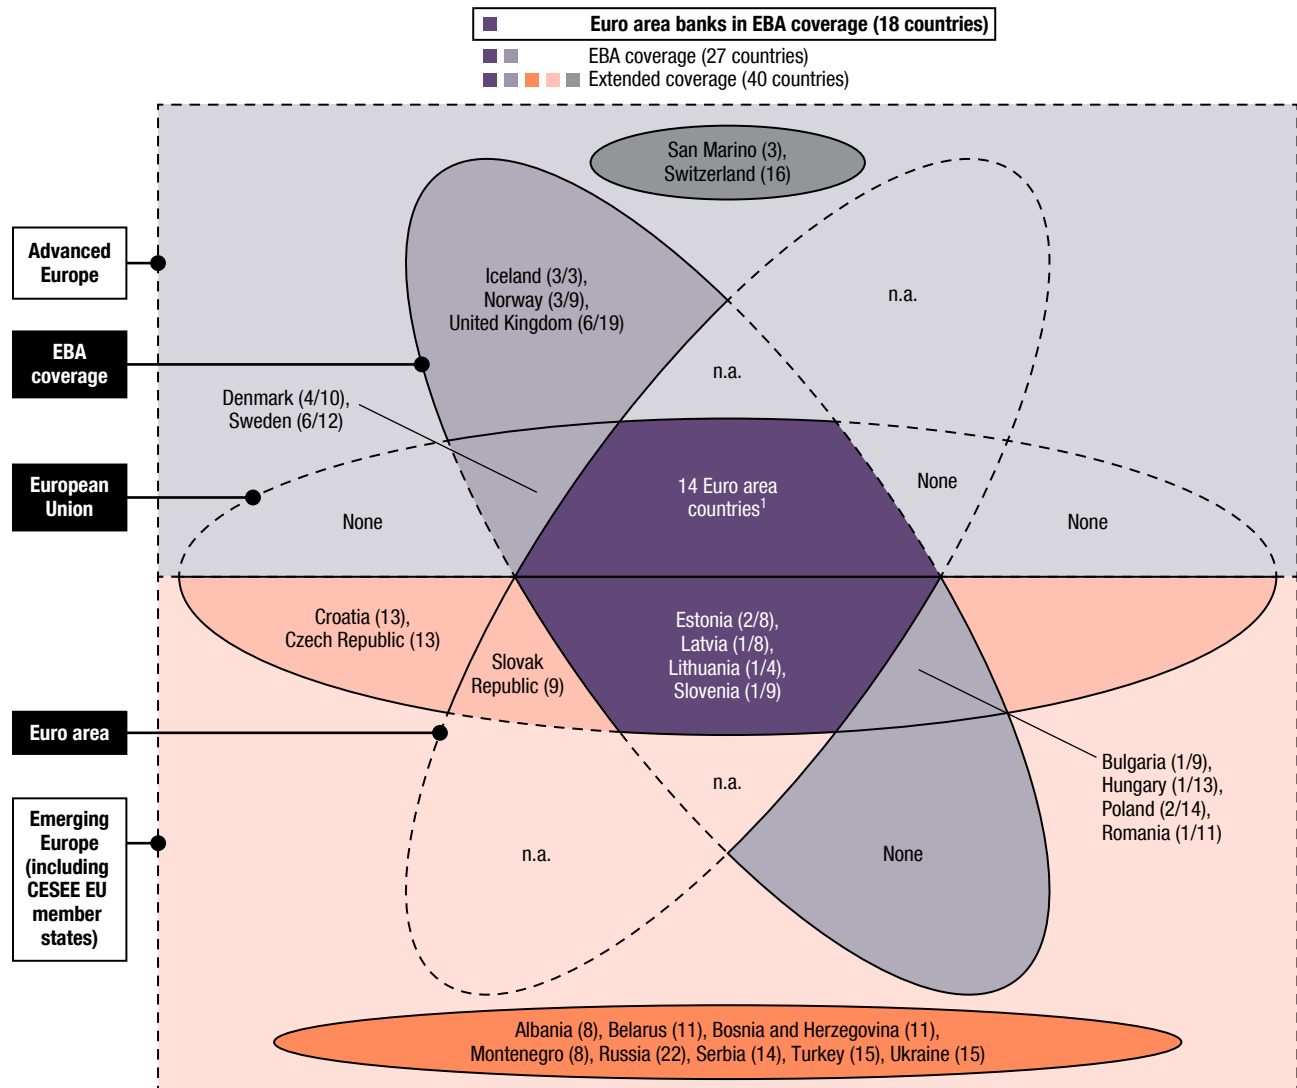 Euro area banks in EBA coverage (18 countries)
EBA coverage (27 countries)
Extended coverage (40 countries)
San Marino (3),
Switzerland (16)
Advanced
Europe
Iceland (3/3),
Norway (3/9),
United Kingdom (6/19)
n.a.
EBA
coverage
n.a.
Denmark (4/10),
Sweden (6/12)
European
Union
None
14 Euro area
countries1
None
None
Croatia (13),
Czech Republic (13)
Slovak
Republic (9)
Estonia (2/8),
Latvia (1/8),
Lithuania (1/4),
Slovenia (1/9)
Euro area
Bulgaria (1/9),
Hungary (1/13),
Poland (2/14),
Romania (1/11)
n.a.
Emerging
Europe
(including
CESEE EU
member
states)
n.a.
None
Albania (8), Belarus (11), Bosnia and Herzegovina (11),
Montenegro (8), Russia (22), Serbia (14), Turkey (15), Ukraine (15)